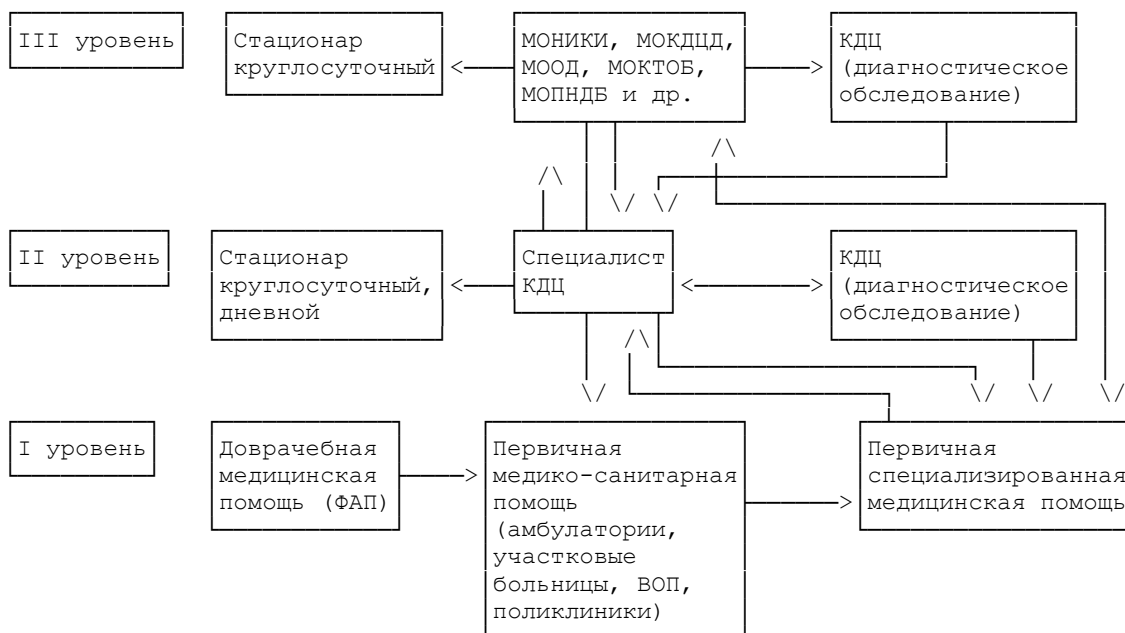 III уровень
Стационар
круглосуточный
МОНИКИ, МОКДЦД,
МООД, МОКТОБ,
МОПНДБ и др.
КДЦ
(диагностическое
обследование)
II уровень
Стационар
круглосуточный,
дневной
Специалист
КДЦ
КДЦ
(диагностическое
обследование)
I уровень
Доврачебная
медицинская
помощь (ФАП)
Первичная
медико-санитарная
помощь
(амбулатории,
участковые
больницы, ВОП,
поликлиники)
Первичная
специализированная
медицинская помощь